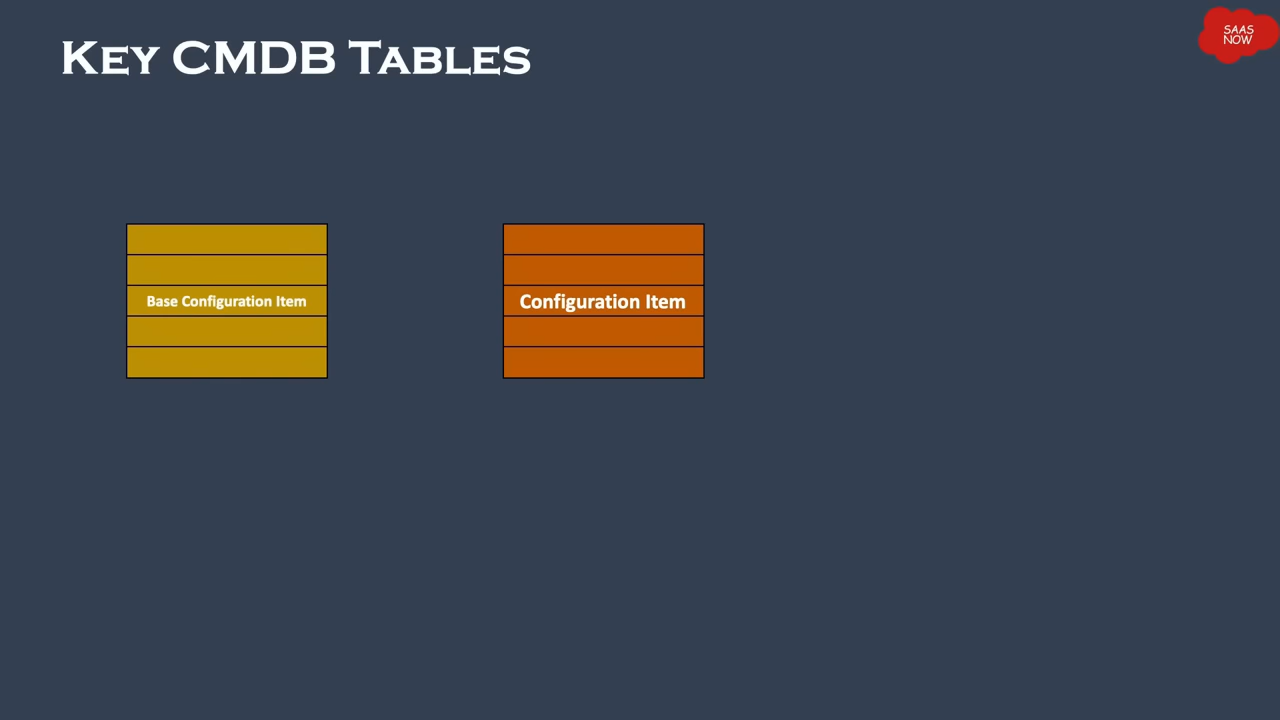 KEY CMDB TABLES
SAAS
NOW
Base Configuration Item
Configuration Item